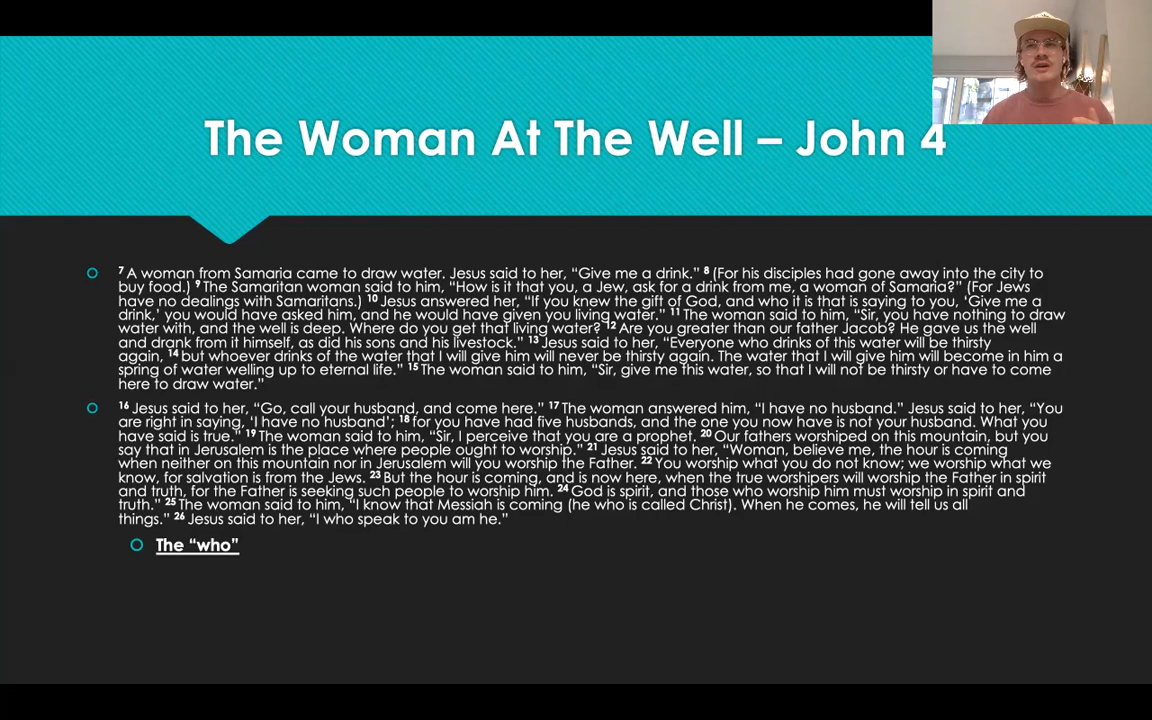 The Woman At The Well – John 4
7 A woman from Samaria came to draw water. Jesus said to her, “Give me a drink.” 8 (For his disciples had gone away into the city to
buy food.) 9 The Samaritan woman said to him, “How is it that you, a Jew, ask for a drink from me, a woman of Samaria?” (For Jews
have no dealings with Samaritans.) 10 Jesus answered her, “If you knew the gift of God, and who it is that is saying to you, ‘Give me a
drink,’ you would have asked him, and he would have given you living water.” 11 The woman said to him, “Sir, you have nothing to draw
water with, and the well is deep. Where do you get that living water? 12 Are you greater than our father Jacob? He gave us the well
and drank from it himself, as did his sons and his livestock.” 13 Jesus said to her, “Everyone who drinks of this water will be thirsty
again, 14 but whoever drinks of the water that I will give him will never be thirsty again. The water that I will give him will become in him a
spring of water welling up to eternal life.” 15 The woman said to him, “Sir, give me this water, so that I will not be thirsty or have to come
here to draw water.”
16 Jesus said to her, “Go, call your husband, and come here.” 17 The woman answered him, “I have no husband.” Jesus said to her, “You
are right in saying, ‘I have no husband’; 18 for you have had five husbands, and the one you now have is not your husband. What you
have said is true.” 19 The woman said to him, “Sir, I perceive that you are a prophet. 20 Our fathers worshiped on this mountain, but you
say that in Jerusalem is the place where people ought to worship.” 21 Jesus said to her, “Woman, believe me, the hour is coming
when neither on this mountain nor in Jerusalem will you worship the Father. 22 You worship what you do not know; we worship what we
know, for salvation is from the Jews. 23 But the hour is coming, and is now here, when the true worshipers will worship the Father in spirit
and truth, for the Father is seeking such people to worship him. 24 God is spirit, and those who worship him must worship in spirit and
truth.” 25 The woman said to him, “I know that Messiah is coming (he who is called Christ). When he comes, he will tell us all
things.” 26 Jesus said to her, “I who speak to you am he.”
The “who”